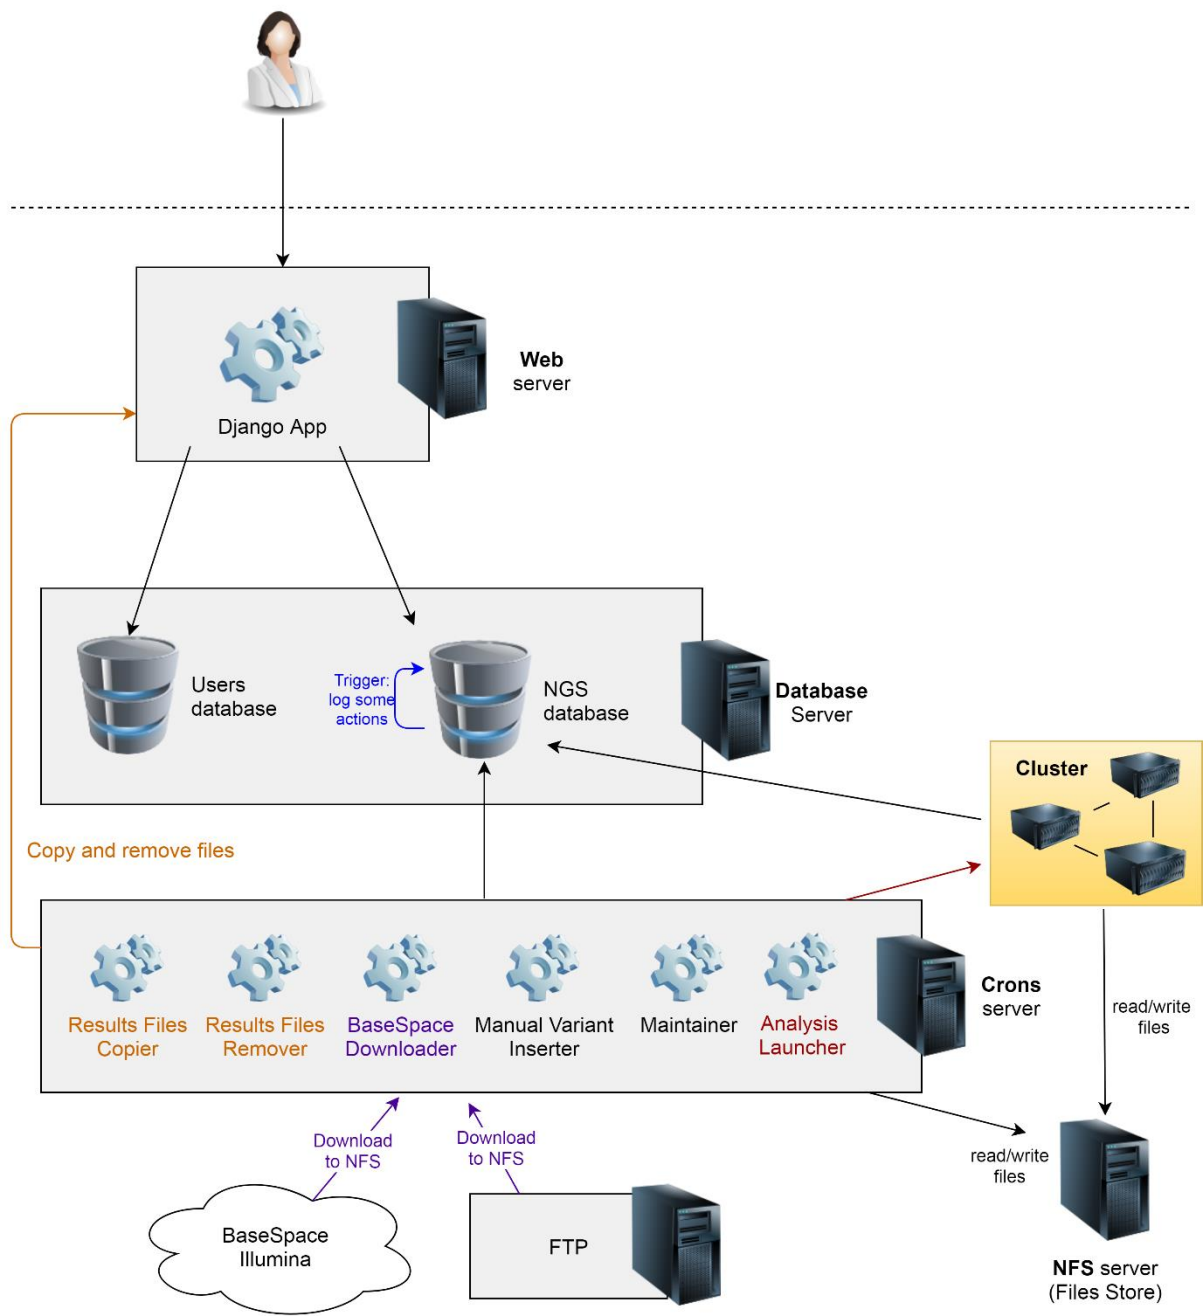 Web
server
Django App
Users
database
Trigger:
log some
actions
NGS
database
Database
Server
Cluster
Copy and remove files
Results Files
Copier
Results Files
Remover
BaseSpace
Downloader
Manual Variant
Inserter
Maintainer
Analysis
Launcher
Crons
server
read/write
files
Download
to NFS
Download
to NFS
read/write
files
BaseSpace
Illumina
FTP
NFS server
(Files Store)